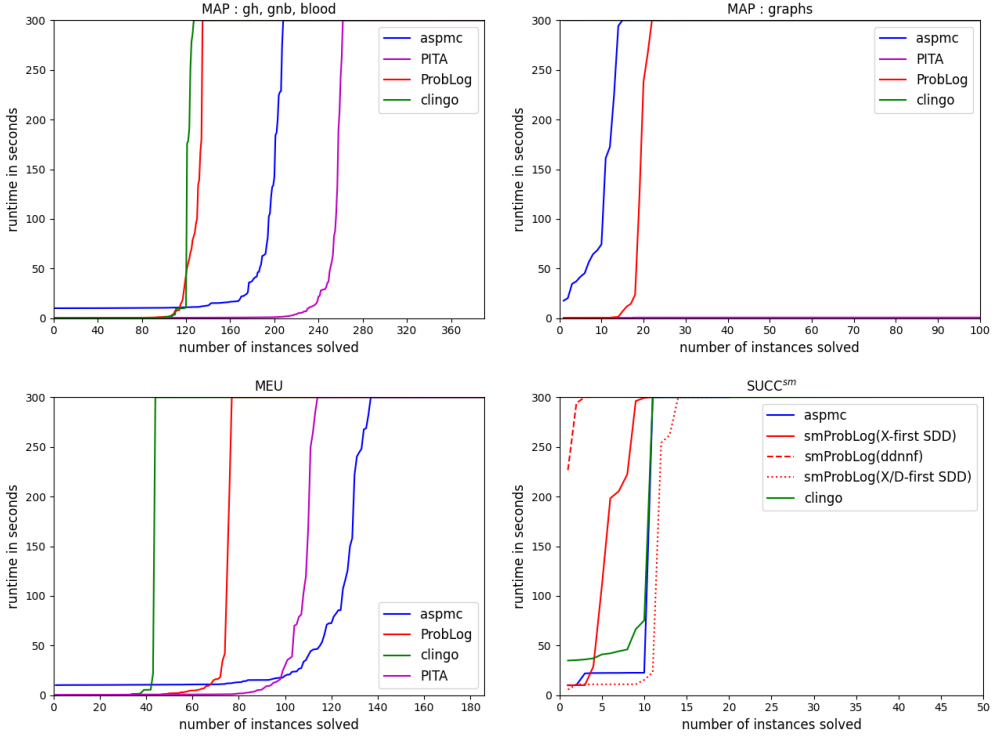 MAP : gh, gnb, blood
runtime in seconds
300
250
200
150
100
50
0
aspmc
PITA
ProbLog
clingo
0 40 80 120 160 200 240 280 320 360
number of instances solved
MAP : graphs
runtime in seconds
300
250
200
150
100
50
0
aspmc
PITA
ProbLog
clingo
0 10 20 30 40 50 60 70 80 90 100
number of instances solved
MEU
runtime in seconds
300
250
200
150
100
50
0
aspmc
ProbLog
clingo
PITA
0 20 40 60 80 100 120 140 160 180
number of instances solved
SUCC^sm
runtime in seconds
300
250
200
150
100
50
0
aspmc
smProbLog(X-first SDD)
smProbLog(ddnnf)
smProbLog(X/D-first SDD)
clingo
0 5 10 15 20 25 30 35 40 45 50
number of instances solved